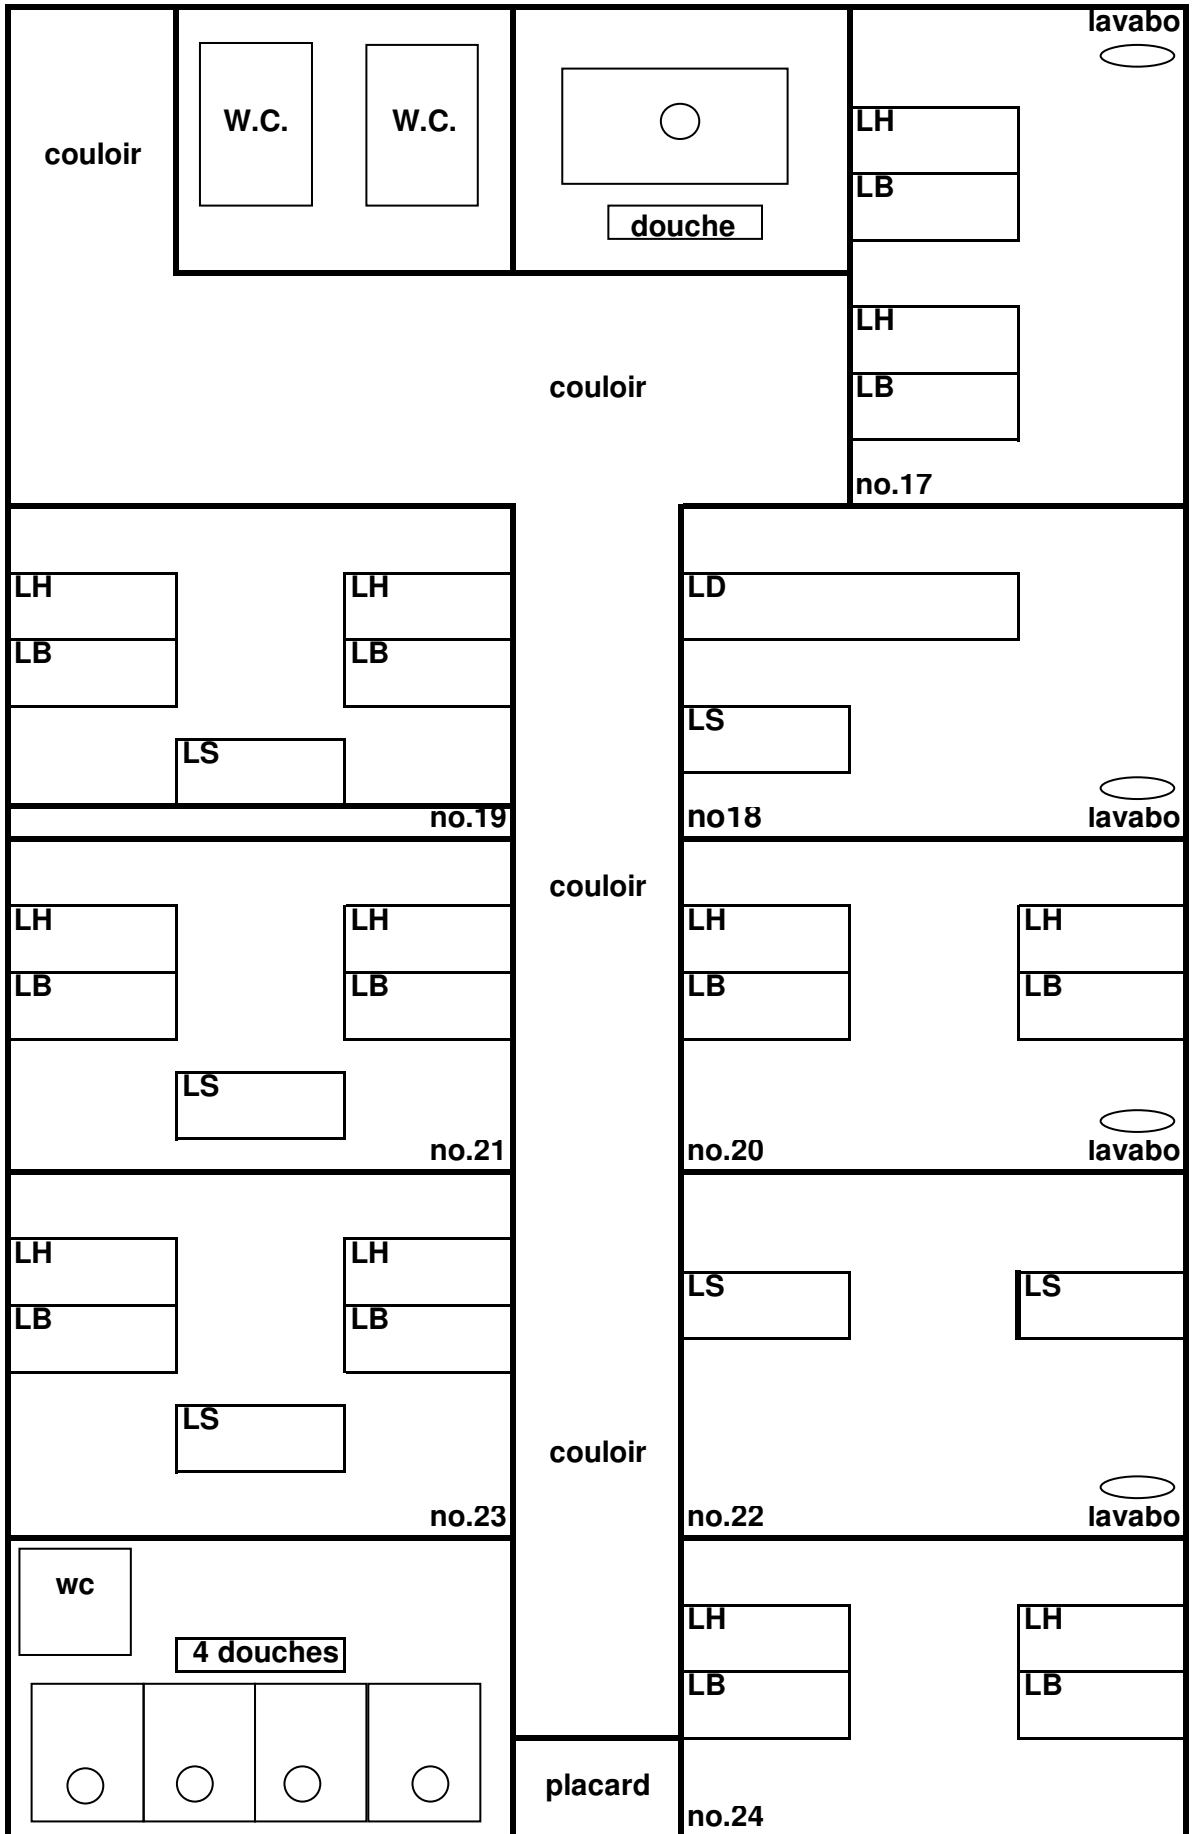 lavabo
couloir
W.C.
W.C.
LH
LB
douche
LH
LB
couloir
no.17
LH
LH
LD
LB
LB
LS
LS
no.19
no18
lavabo
couloir
LH
LH
LH
LH
LB
LB
LB
LB
LS
no.21
no.20
lavabo
LH
LH
LS
LS
LB
LB
LS
couloir
no.23
no.22
lavabo
wc
LH
LH
4 douches
LB
LB
placard
no.24